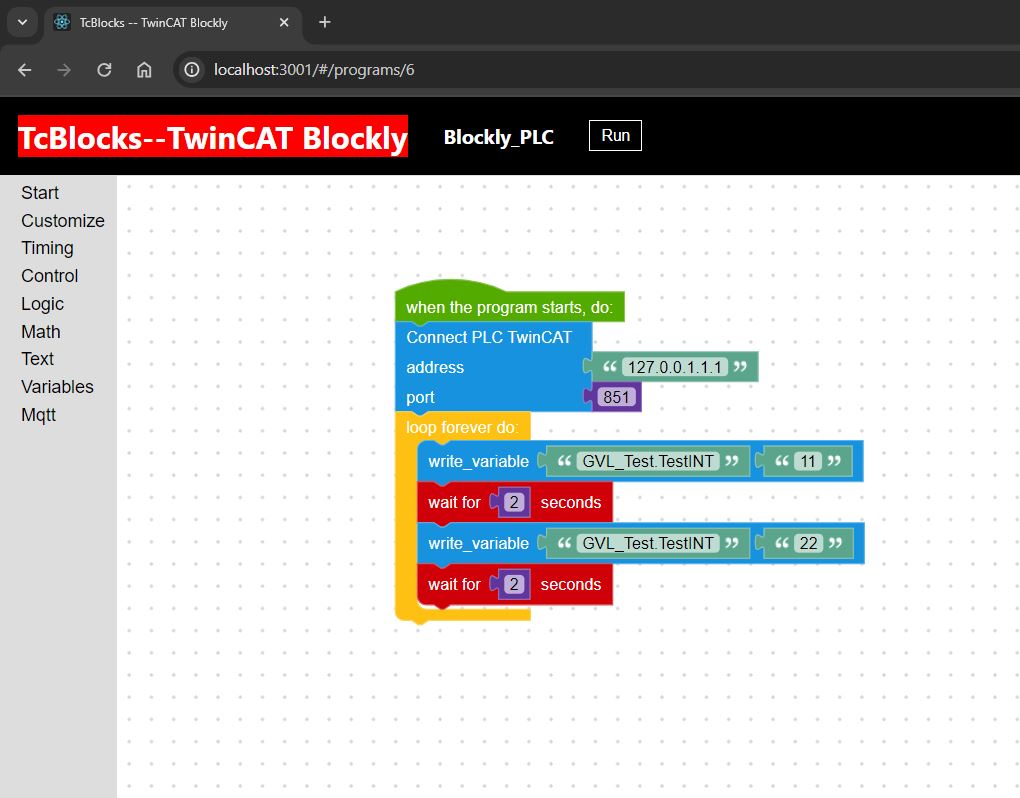 TcBlocks -- TwinCAT Blockly
localhost:3001/#/programs/6
TcBlocks--TwinCAT Blockly
Blockly_PLC
Run
Start
Customize
Timing
Control
Logic
Math
Text
Variables
Mqtt
when the program starts, do:
Connect PLC TwinCAT
address “ 127.0.0.1.1.1 ”
port 851
loop forever do:
write_variable “ GVL_Test.TestINT ” “ 11 ”
wait for 2 seconds
write_variable “ GVL_Test.TestINT ” “ 22 ”
wait for 2 seconds